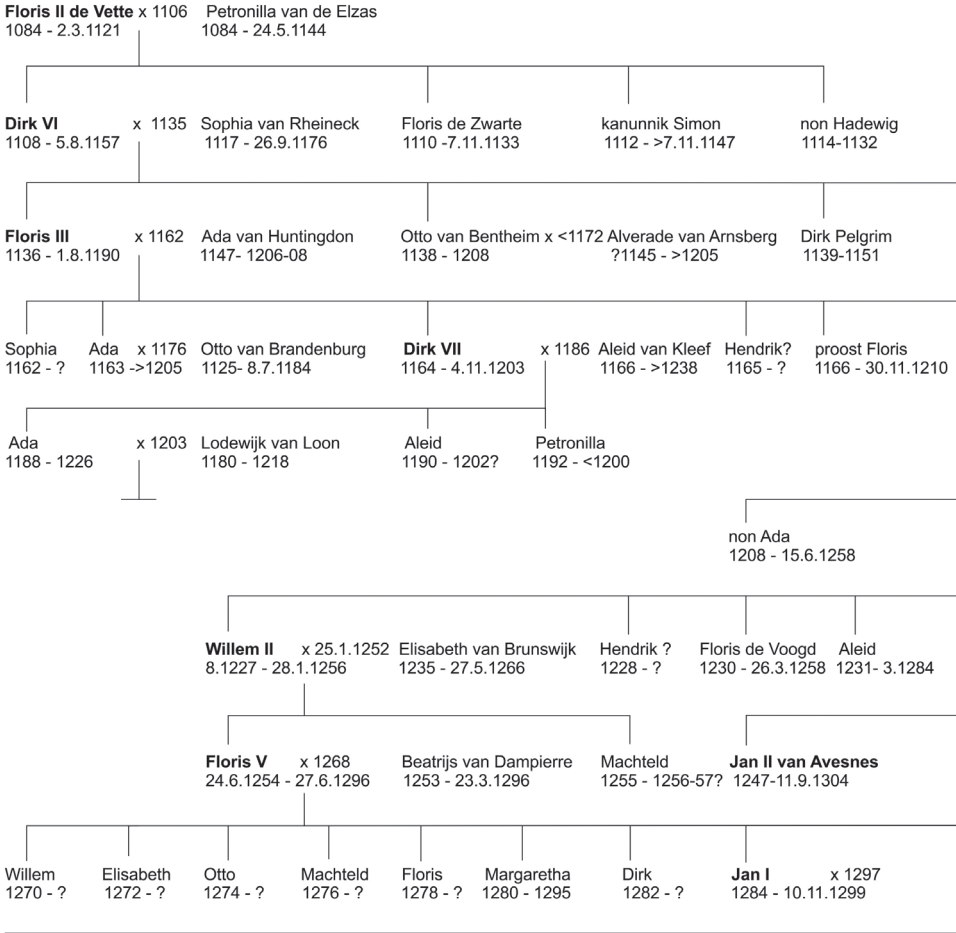 Floris II de Vette x 1106 Petronilla van de Elzas
1084 - 2.3.1121 1084 - 24.5.1144
Dirk VI x 1135 Sophia van Rheineck Floris de Zwarte kanunnik Simon non Hadewig
1108 - 5.8.1157 1117 - 26.9.1176 1110 -7.11.1133 1112 - >7.11.1147 1114-1132
Floris III x 1162 Ada van Huntingdon Otto van Bentheim x <1172 Alverade van Arnsberg Dirk Pelgrim
1136 - 1.8.1190 1147- 1206-08 1138 - 1208 ?1145 - >1205 1139-1151
Sophia Ada x 1176 Otto van Brandenburg Dirk VII x 1186 Aleid van Kleef Hendrik? proost Floris
1162 - ? 1163 ->1205 1125- 8.7.1184 1164 - 4.11.1203 1166 - >1238 1165 - ? 1166 - 30.11.1210
Ada x 1203 Lodewijk van Loon Aleid Petronilla
1188 - 1226 1180 - 1218 1190 - 1202? 1192 - <1200
non Ada
1208 - 15.6.1258
Willem II x 25.1.1252 Elisabeth van Brunswijk Hendrik ? Floris de Voogd Aleid
8.1227 - 28.1.1256 1235 - 27.5.1266 1228 - ? 1230 - 26.3.1258 1231- 3.1284
Floris V x 1268 Beatrijs van Dampierre Machteld Jan II van Avesnes
24.6.1254 - 27.6.1296 1253 - 23.3.1296 1255 - 1256-57? 1247-11.9.1304
Willem Elisabeth Otto Machteld Floris Margaretha Dirk Jan I x 1297
1270 - ? 1272 - ? 1274 - ? 1276 - ? 1278 - ? 1280 - 1295 1282 - ? 1284 - 10.11.1299